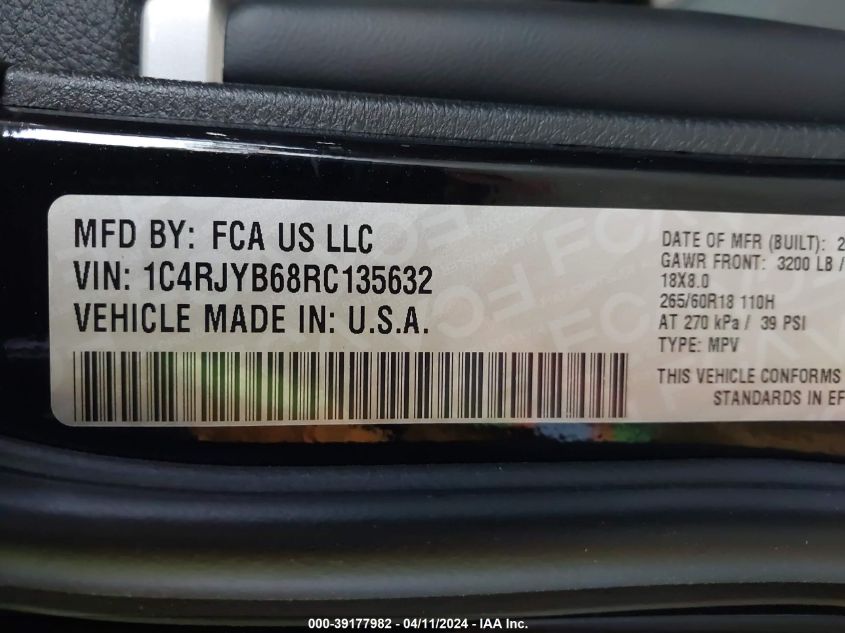 MFD BY: FCA US LLC
VIN: 1C4RJYB68RC135632
VEHICLE MADE IN: U.S.A.
DATE OF MFR (BUILT): 2
GAWR FRONT: 3200 LB /
18X8.0
265/60R18 110H
AT 270 kPa / 39 PSI
TYPE: MPV
THIS VEHICLE CONFORMS
STANDARDS IN EF
000-39177982 - 04/11/2024 - IAA Inc.